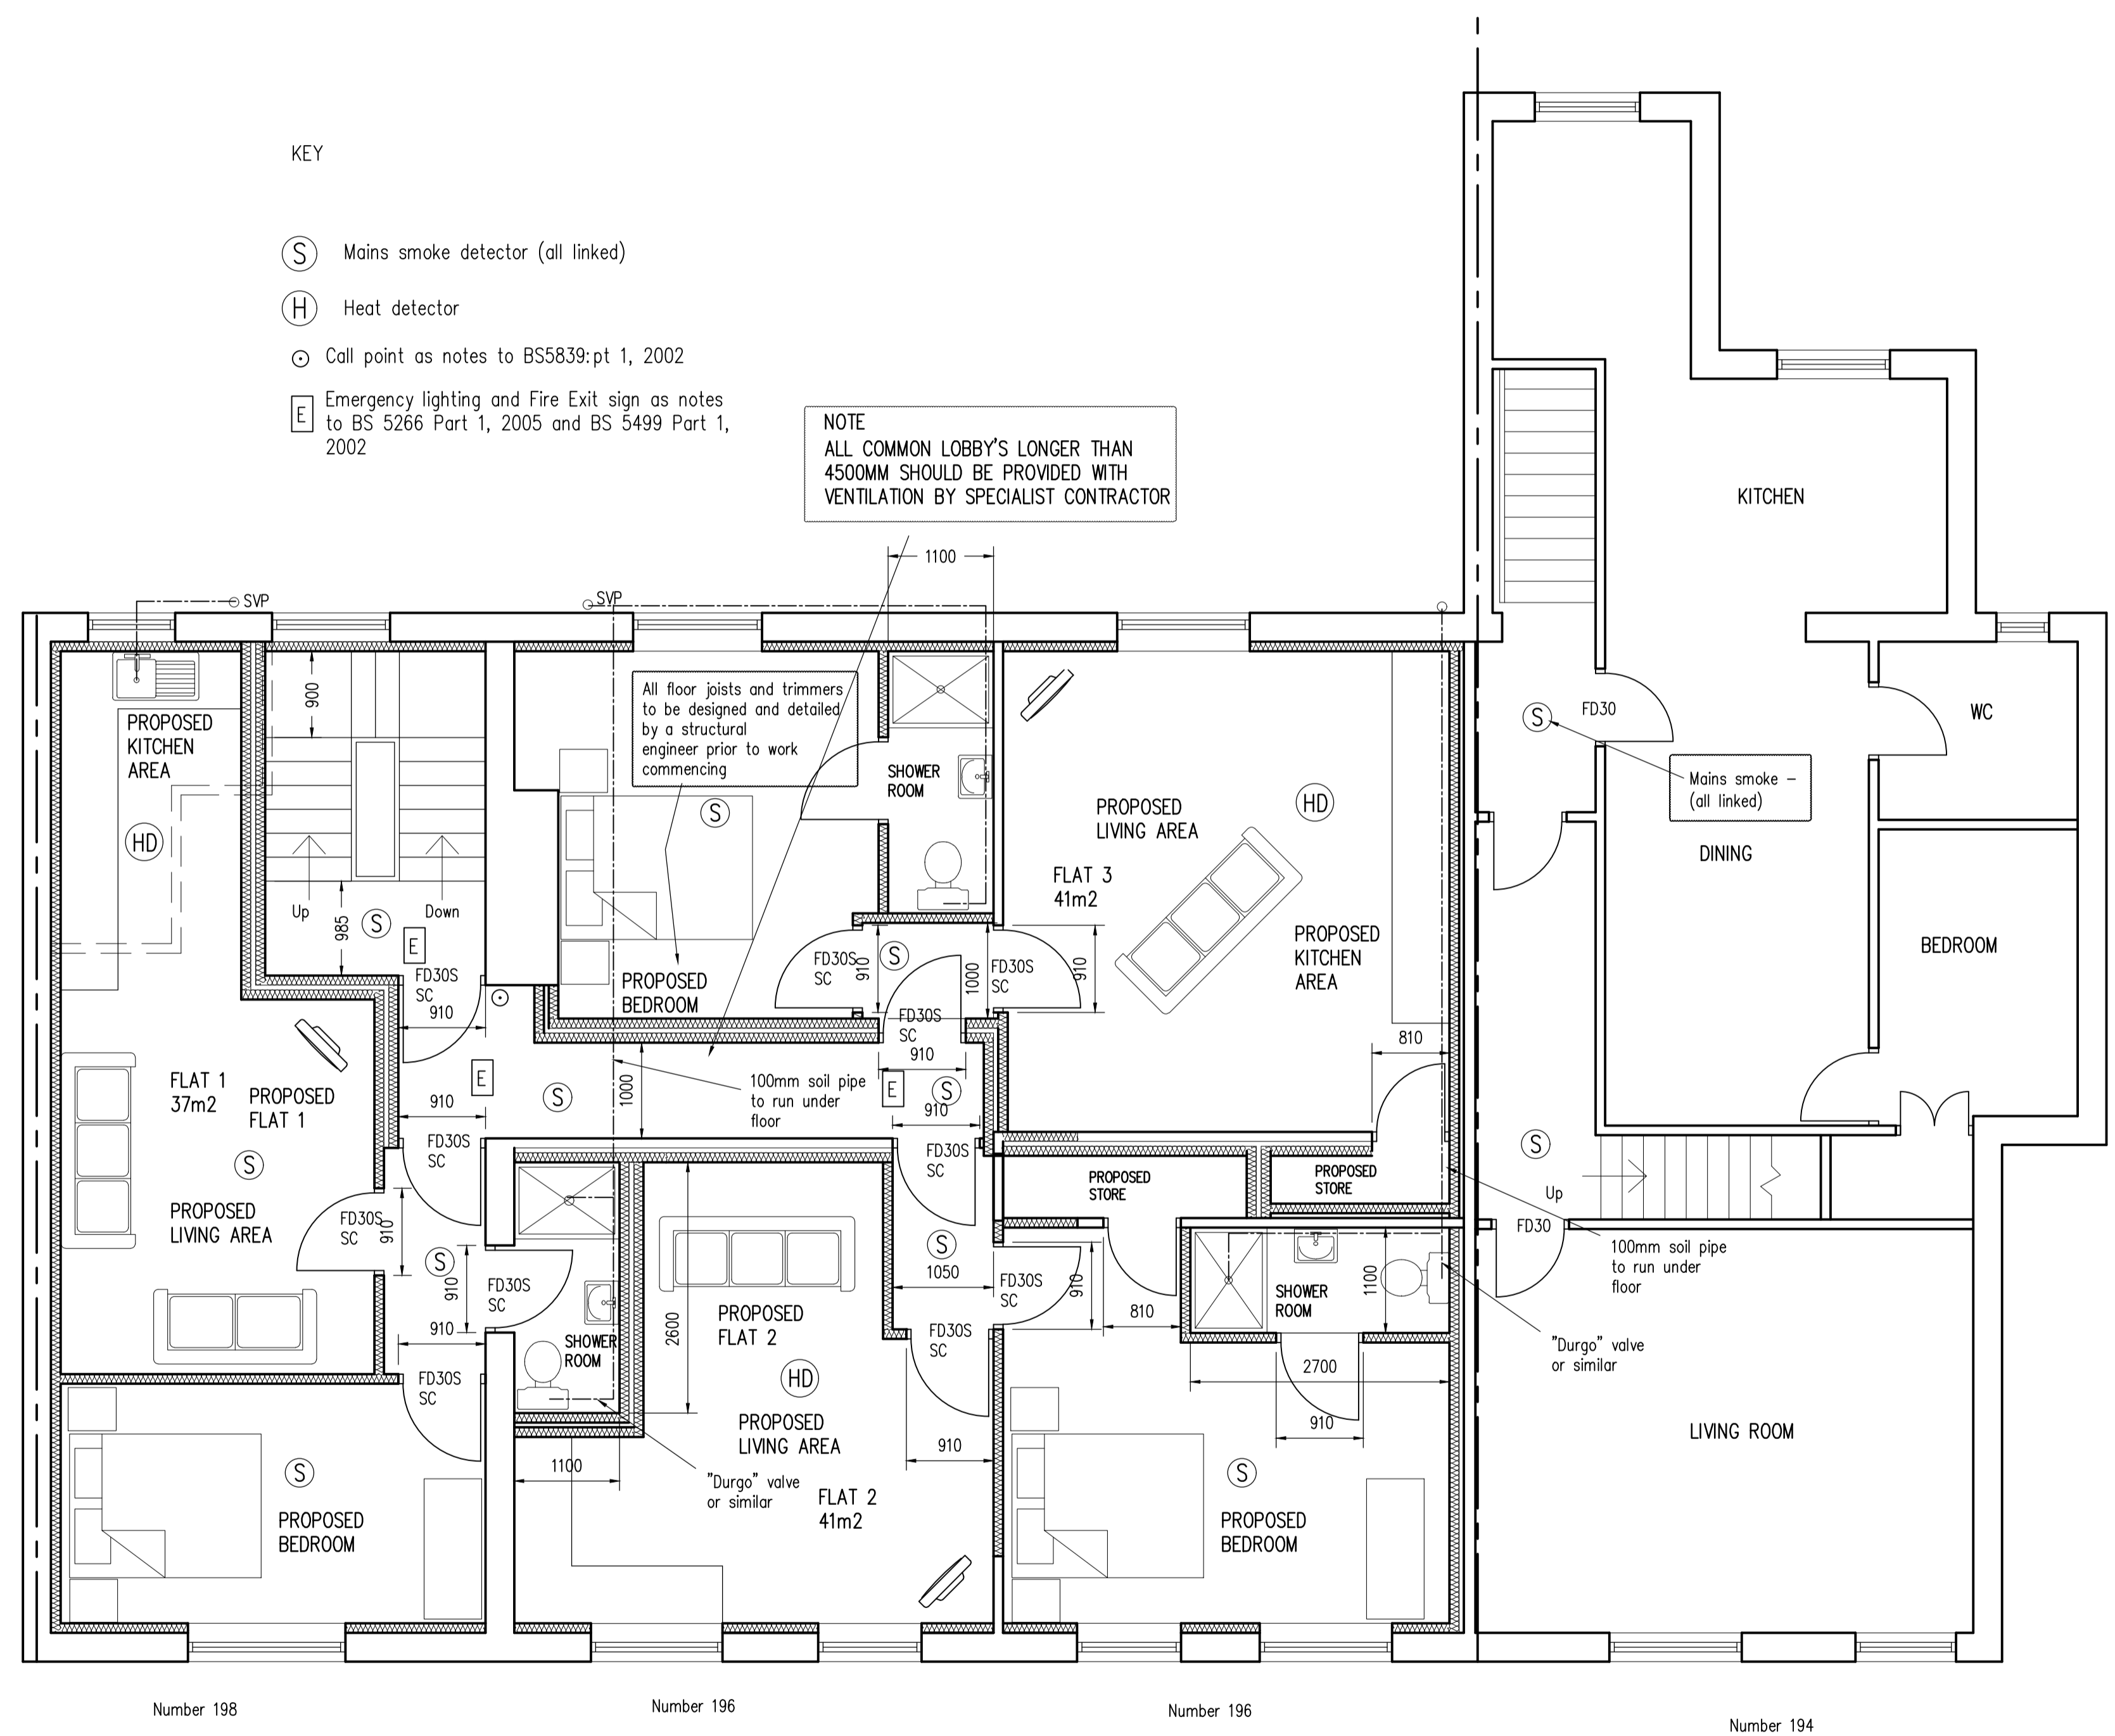 KEY
S Mains smoke detector (all linked)
H Heat detector
Call point as notes to BS5839:pt 1, 2002
E Emergency lighting and Fire Exit sign as notes
to BS 5266 Part 1, 2005 and BS 5499 Part 1,
2002
NOTE
ALL COMMON LOBBY'S LONGER THAN
4500MM SHOULD BE PROVIDED WITH
VENTILATION BY SPECIALIST CONTRACTOR
1100
SVP
SVP
KITCHEN
900
PROPOSED
KITCHEN
AREA
HD
Up
Down
985
S
E
FD30S
SC
910
All floor joists and trimmers
to be designed and detailed
by a structural
engineer prior to work
commencing
S
SHOWER
ROOM
PROPOSED
BEDROOM
FD30S
SC
910
S
1000
FD30S
SC
910
FD30S
SC
910
PROPOSED
LIVING AREA
HD
FLAT 3
41m2
PROPOSED
KITCHEN
AREA
810
S
FD30
WC
Mains smoke -
(all linked)
DINING
BEDROOM
FLAT 1
37m2
PROPOSED
FLAT 1
S
PROPOSED
LIVING AREA
E
910
S
1000
100mm soil pipe
to run under
floor
E
S
910
FD30S
SC
FD30S
SC
PROPOSED
STORE
PROPOSED
STORE
S
Up
FD30
100mm soil pipe
to run under
floor
FD30S
SC
910
S
910
FD30S
SC
SHOWER
ROOM
910
FD30S
SC
2600
PROPOSED
FLAT 2
HD
PROPOSED
LIVING AREA
S
1050
FD30S
SC
910
FD30S
SC
910
810
SHOWER
ROOM
1100
2700
910
"Durgo" valve
or similar
LIVING ROOM
1100
"Durgo" valve
or similar
FLAT 2
41m2
S
PROPOSED
BEDROOM
S
PROPOSED
BEDROOM
Number 198
Number 196
Number 196
Number 194